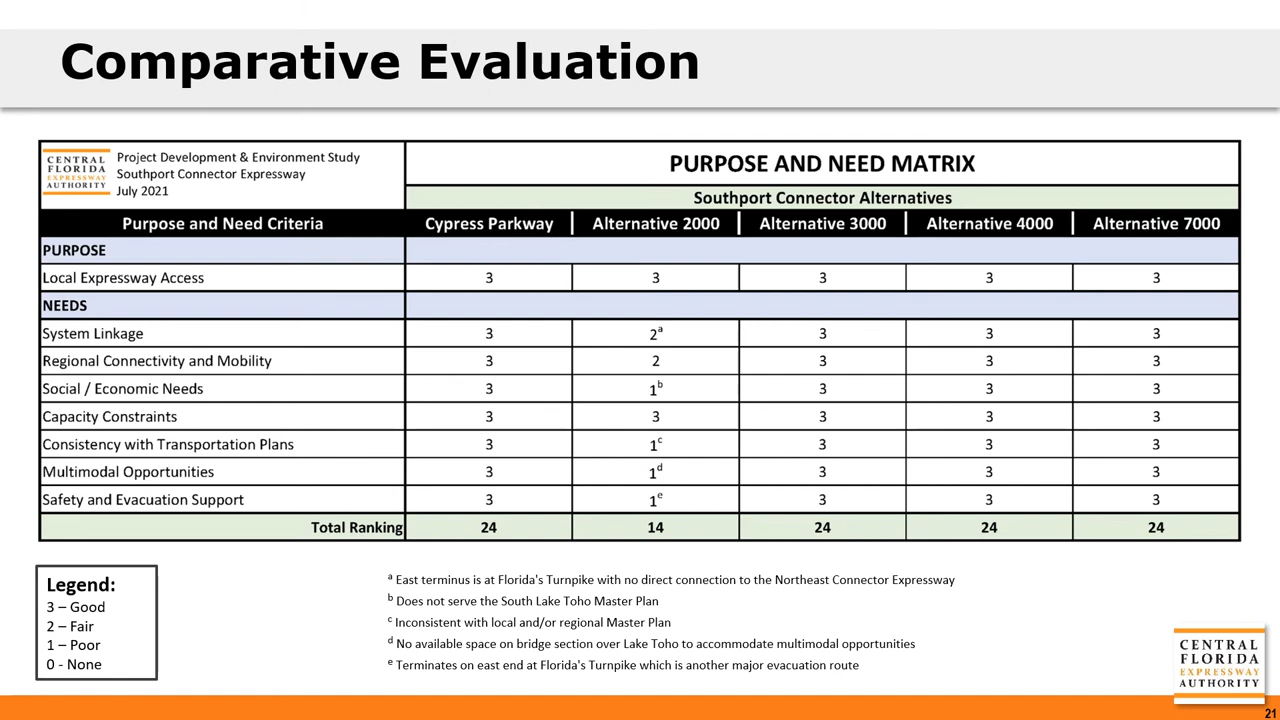 Comparative Evaluation
CENTRAL
FLORIDA
EXPRESSWAY
AUTHORITY
Project Development & Environment Study
Southport Connector Expressway
July 2021
PURPOSE AND NEED MATRIX
Southport Connector Alternatives
Purpose and Need Criteria Cypress Parkway Alternative 2000 Alternative 3000 Alternative 4000 Alternative 7000
PURPOSE
Local Expressway Access 3 3 3 3 3
NEEDS
System Linkage 3 2a 3 3 3
Regional Connectivity and Mobility 3 2 3 3 3
Social / Economic Needs 3 1b 3 3 3
Capacity Constraints 3 3 3 3 3
Consistency with Transportation Plans 3 1c 3 3 3
Multimodal Opportunities 3 1d 3 3 3
Safety and Evacuation Support 3 1e 3 3 3
Total Ranking 24 14 24 24 24
Legend:
3 – Good
2 – Fair
1 – Poor
0 - None
a East terminus is at Florida's Turnpike with no direct connection to the Northeast Connector Expressway
b Does not serve the South Lake Toho Master Plan
c Inconsistent with local and/or regional Master Plan
d No available space on bridge section over Lake Toho to accommodate multimodal opportunities
e Terminates on east end at Florida's Turnpike which is another major evacuation route
CENTRAL
FLORIDA
EXPRESSWAY
AUTHORITY
21